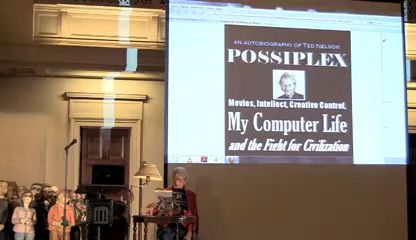 AN AUTOBIOGRAPHY OF TED NELSON
POSSIPLEX
Movies, Intellect, Creative Control,
My Computer Life
and the Fight for Civilization